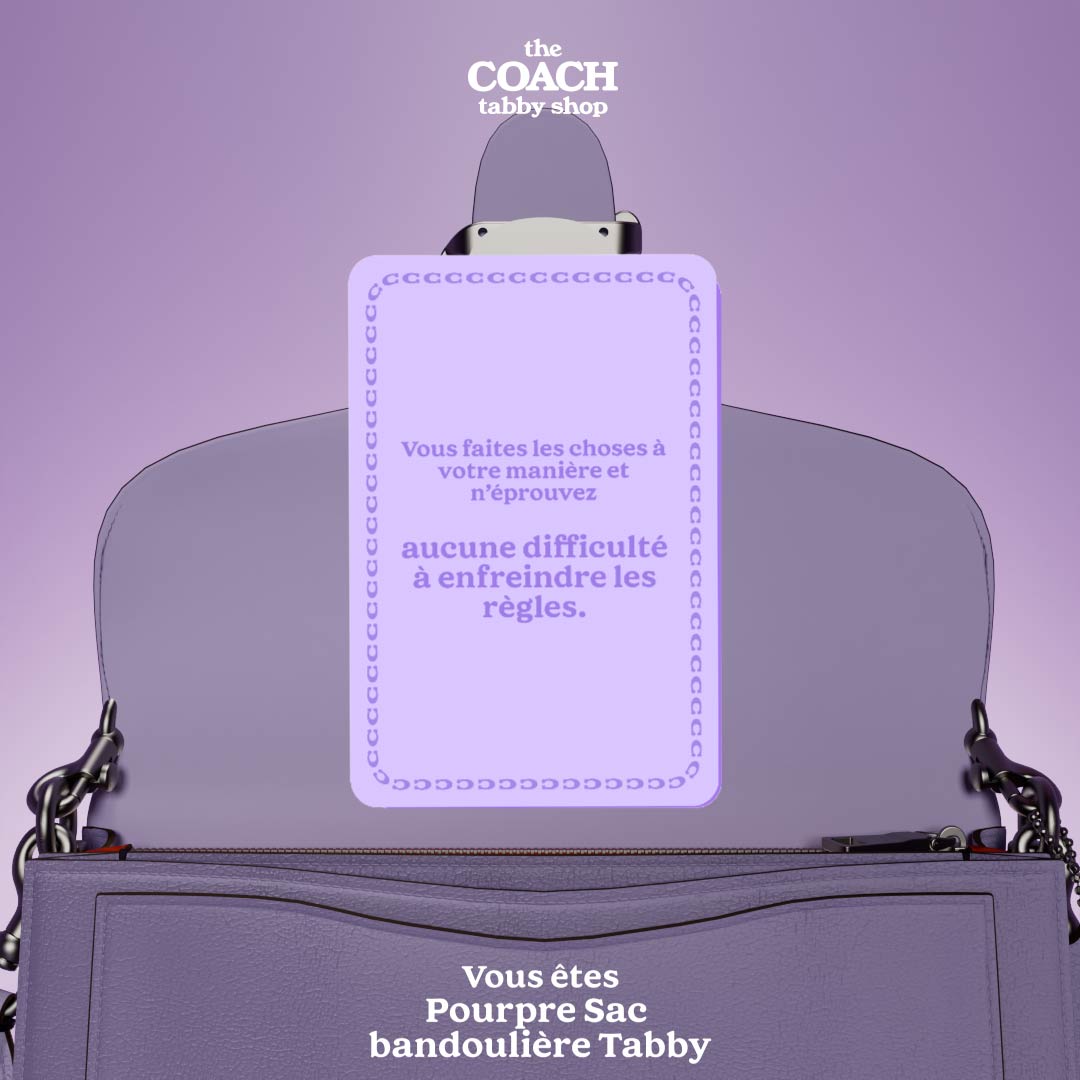 the
COACH
tabby shop
Vous faites les choses à
votre manière et
n’éprouvez
aucune difficulté
à enfreindre les
règles.
Vous êtes
Pourpre Sac
bandoulière Tabby